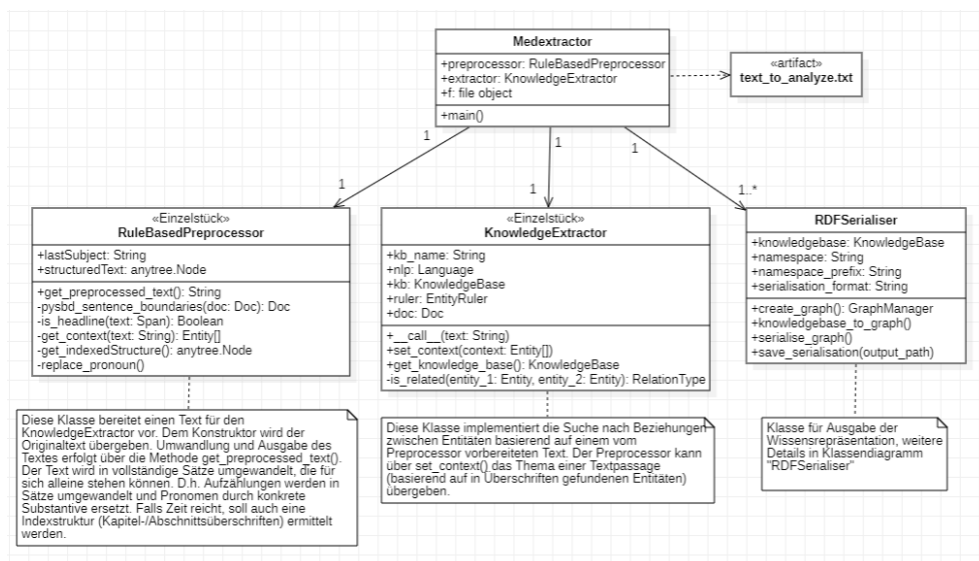 Medextractor
+preprocessor: RuleBasedPreprocessor
+extractor: KnowledgeExtractor
+f: file object
+main()
«artifact»
text_to_analyze.txt
1
1
1
1
1
1..*
«Einzelstück»
RuleBasedPreprocessor
+lastSubject: String
+structuredText: anytree.Node
+get_preprocessed_text(): String
-pysbd_sentence_boundaries(doc: Doc): Doc
-is_headline(text: Span): Boolean
-get_context(text: String): Entity[]
-get_indexedStructure(): anytree.Node
-replace_pronoun()
«Einzelstück»
KnowledgeExtractor
+kb_name: String
+nlp: Language
+kb: KnowledgeBase
+ruler: EntityRuler
+doc: Doc
+__call__(text: String)
+set_context(context: Entity[])
+get_knowledge_base(): KnowledgeBase
-is_related(entity_1: Entity, entity_2: Entity): RelationType
RDFSerialiser
+knowledgebase: KnowledgeBase
+namespace: String
+namespace_prefix: String
+serialisation_format: String
+create_graph(): GraphManager
+knowledgebase_to_graph()
+serialise_graph()
+save_serialisation(output_path)
Diese Klasse bereitet einen Text für den
KnowledgeExtractor vor. Dem Konstruktor wird der
Originaltext übergeben. Umwandlung und Ausgabe des
Textes erfolgt über die Methode get_preprocessed_text().
Der Text wird in vollständige Sätze umgewandelt, die für
sich alleine stehen können. D.h. Aufzählungen werden in
Sätze umgewandelt und Pronomen durch konkrete
Substantive ersetzt. Falls Zeit reicht, soll auch eine
Indexstruktur (Kapitel-/Abschnittsüberschriften) ermittelt
werden.
Diese Klasse implementiert die Suche nach Beziehungen
zwischen Entitäten basierend auf einem vom
Preprocessor vorbereiteten Text. Der Preprocessor kann
über set_context() das Thema einer Textpassage
(basierend auf in Überschriften gefundenen Entitäten)
übergeben.
Klasse für Ausgabe der
Wissensrepräsentation, weitere
Details in Klassendiagramm
"RDFSerialiser"